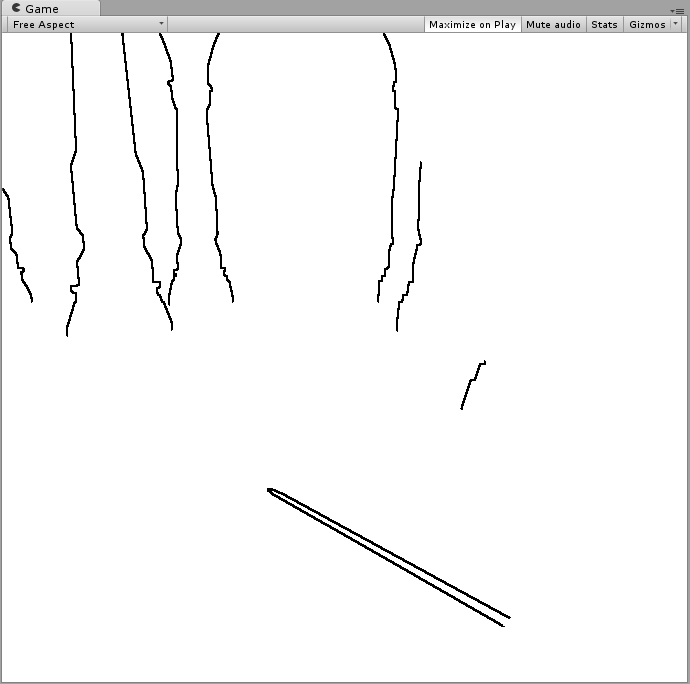 Game
Free Aspect
Maximize on Play Mute audio Stats Gizmos